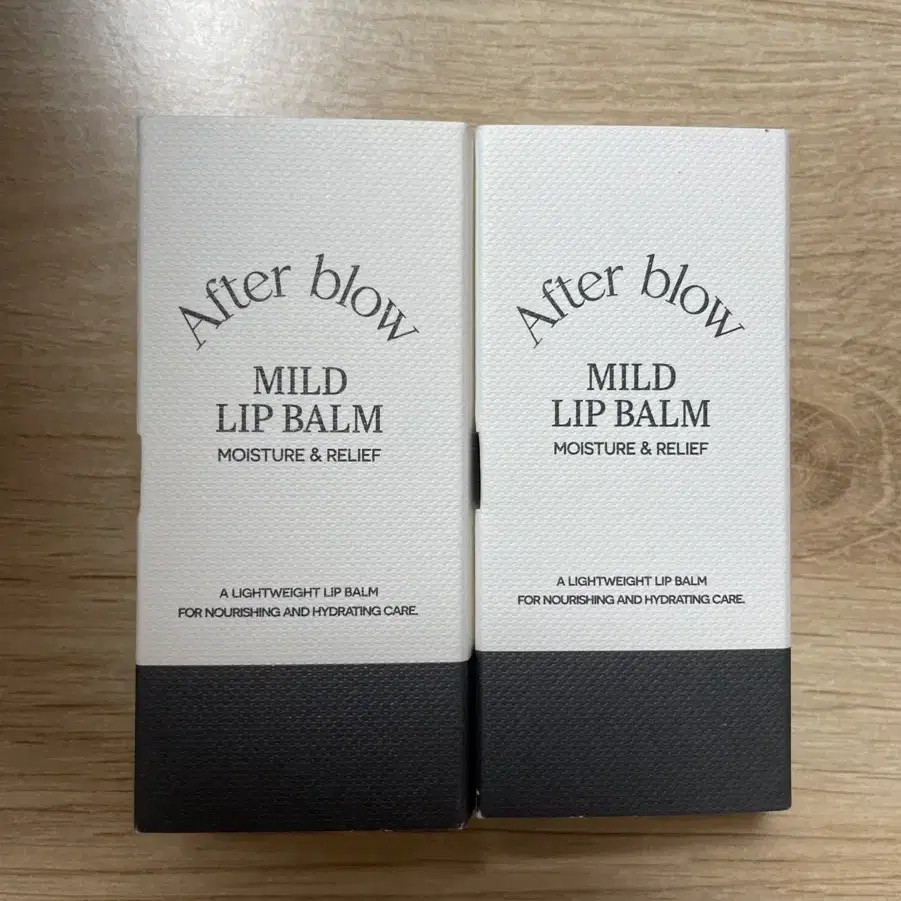 After blow
MILD
LIP BALM
MOISTURE & RELIEF
A LIGHTWEIGHT LIP BALM
FOR NOURISHING AND HYDRATING CARE.
After blow
MILD
LIP BALM
MOISTURE & RELIEF
A LIGHTWEIGHT LIP BALM
FOR NOURISHING AND HYDRATING CARE.